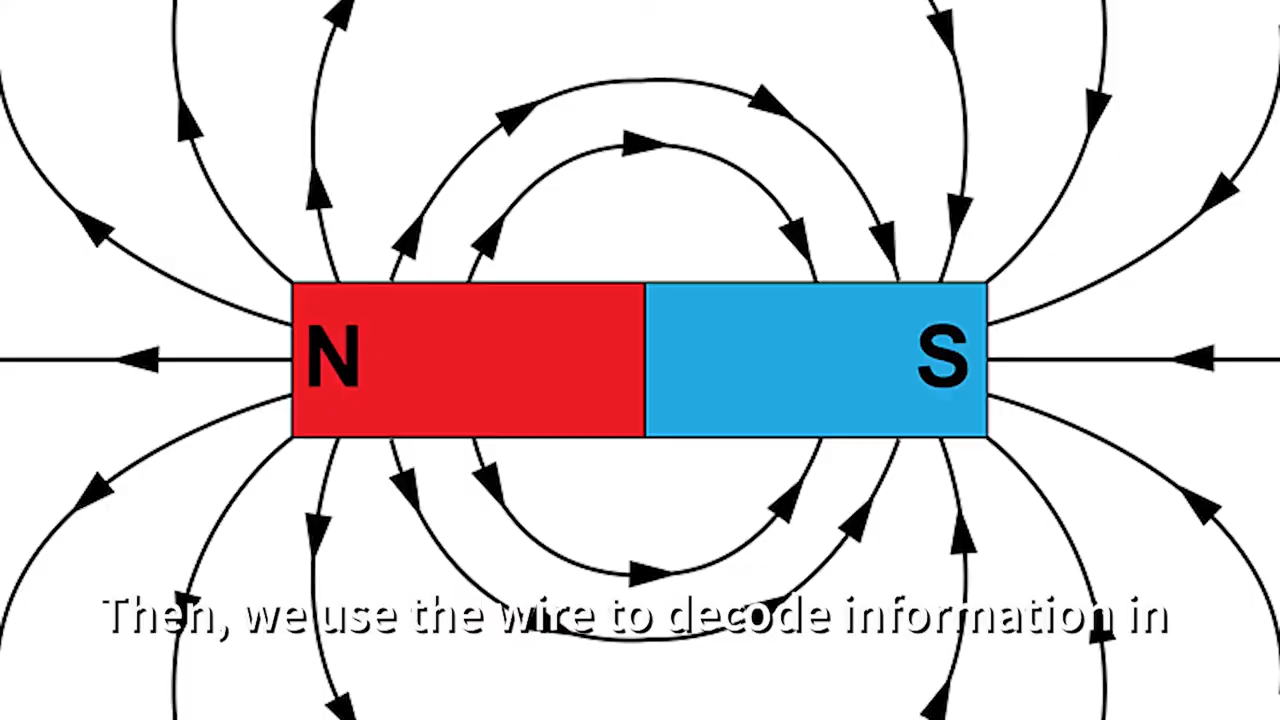 N S
Then, we use the wire to decode information in